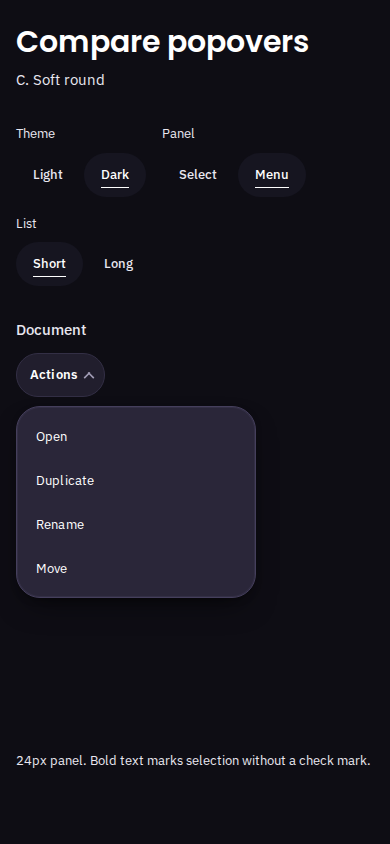 Compare popovers
C. Soft round
Theme
Panel
Light
Dark
Select
Menu
List
Short
Long
Document
Actions
Open
Duplicate
Rename
Move
24px panel. Bold text marks selection without a check mark.